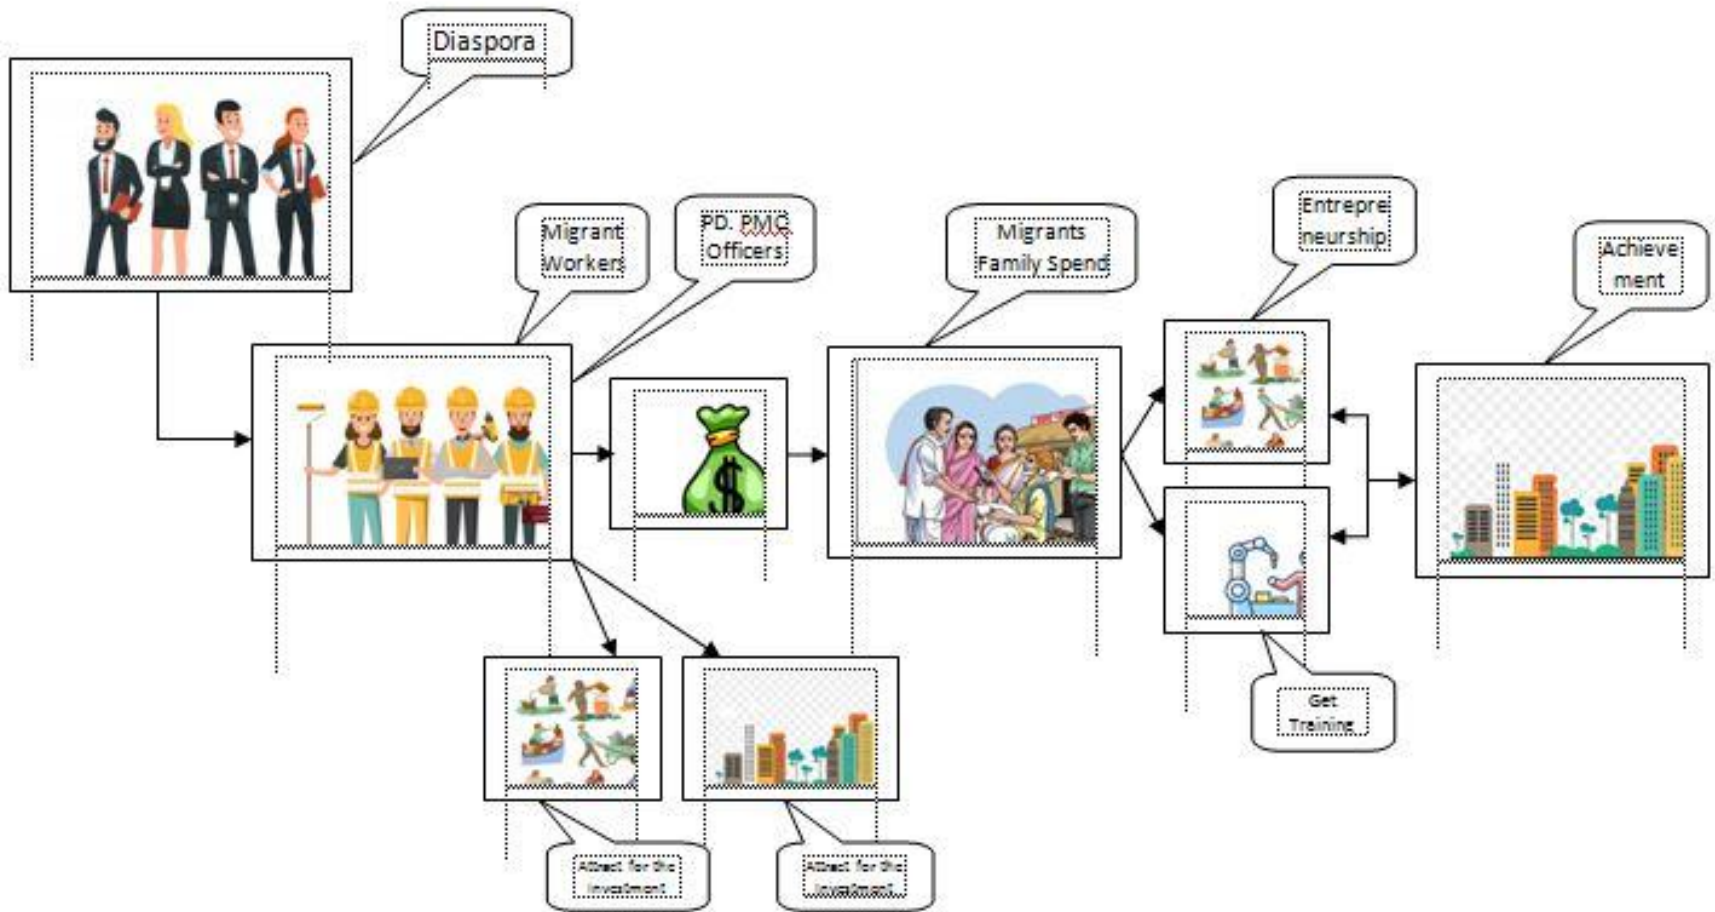 Diaspora
Migrant
Workers
PD. PMC
Officers
Migrants
Family Spend
Entrepre
neurship
Achieve
ment
$
Get
Training
Attract for the
Investment
Attract for the
Investment